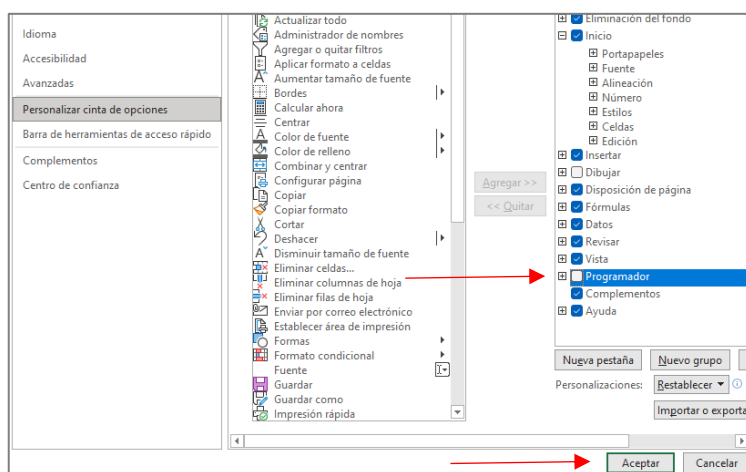 Idioma
Accesibilidad
Avanzadas
Personalizar cinta de opciones
Barra de herramientas de acceso rápido
Complementos
Centro de confianza
Actualizar todo
Administrador de nombres
Agregar o quitar filtros
Aplicar formato a celdas
Aumentar tamaño de fuente
Bordes
Calcular ahora
Centrar
Color de fuente
Color de relleno
Combinar y centrar
Configurar página
Copiar
Copiar formato
Cortar
Deshacer
Disminuir tamaño de fuente
Eliminar celdas...
Eliminar columnas de hoja
Eliminar filas de hoja
Enviar por correo electrónico
Establecer área de impresión
Formas
Formato condicional
Fuente
Guardar
Guardar como
Impresión rápida
Agregar >>
<< Quitar
Eliminación del fondo
Inicio
Portapapeles
Fuente
Alineación
Número
Estilos
Celdas
Edición
Insertar
Dibujar
Disposición de página
Fórmulas
Datos
Revisar
Vista
Programador
Complementos
Ayuda
Nueva pestaña
Nuevo grupo
Personalizaciones:
Restablecer
Importar o exporta
Aceptar
Cancelar